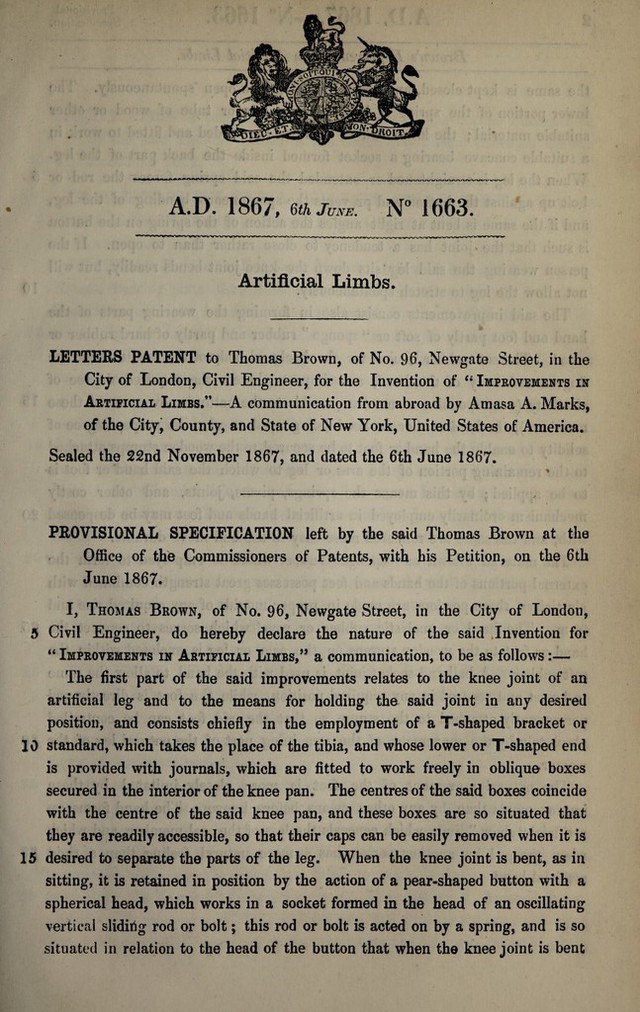 DIEU ET MON DROIT
A.D. 1867, 6th JUNE. No 1663.
Artificial Limbs.
LETTERS PATENT to Thomas Brown, of No. 96, Newgate Street, in the
City of London, Civil Engineer, for the Invention of “IMPROVEMENTS IN
ARTIFICIAL LIMBS.”—A communication from abroad by Amasa A. Marks,
of the City, County, and State of New York, United States of America.
Sealed the 22nd November 1867, and dated the 6th June 1867.
PROVISIONAL SPECIFICATION left by the said Thomas Brown at the
Office of the Commissioners of Patents, with his Petition, on the 6th
June 1867.
I, THOMAS BROWN, of No. 96, Newgate Street, in the City of London,
5 Civil Engineer, do hereby declare the nature of the said Invention for
“IMPROVEMENTS IN ARTIFICIAL LIMBS,” a communication, to be as follows:—
The first part of the said improvements relates to the knee joint of an
artificial leg and to the means for holding the said joint in any desired
position, and consists chiefly in the employment of a T-shaped bracket or
10 standard, which takes the place of the tibia, and whose lower or T-shaped end
is provided with journals, which are fitted to work freely in oblique boxes
secured in the interior of the knee pan. The centres of the said boxes coincide
with the centre of the said knee pan, and these boxes are so situated that
they are readily accessible, so that their caps can be easily removed when it is
15 desired to separate the parts of the leg. When the knee joint is bent, as in
sitting, it is retained in position by the action of a pear-shaped button with a
spherical head, which works in a socket formed in the head of an oscillating
vertical sliding rod or bolt; this rod or bolt is acted on by a spring, and is so
situated in relation to the head of the button that when the knee joint is bent